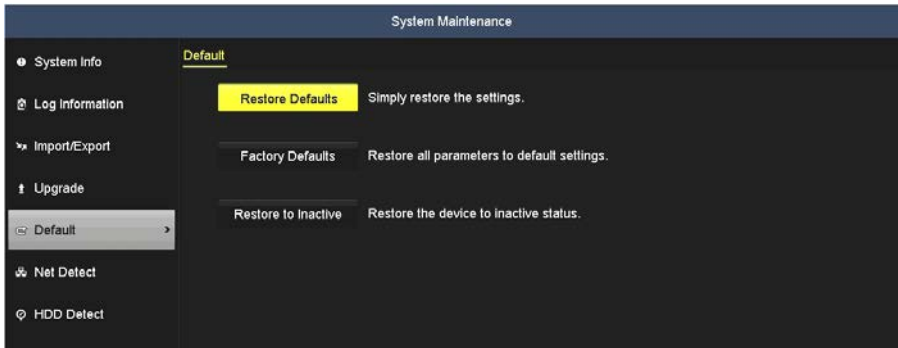 System Maintenance
System Info
Log Information
Import/Export
Upgrade
Default
Net Detect
HDD Detect
Default
Restore Defaults Simply restore the settings.
Factory Defaults Restore all parameters to default settings.
Restore to Inactive Restore the device to inactive status.